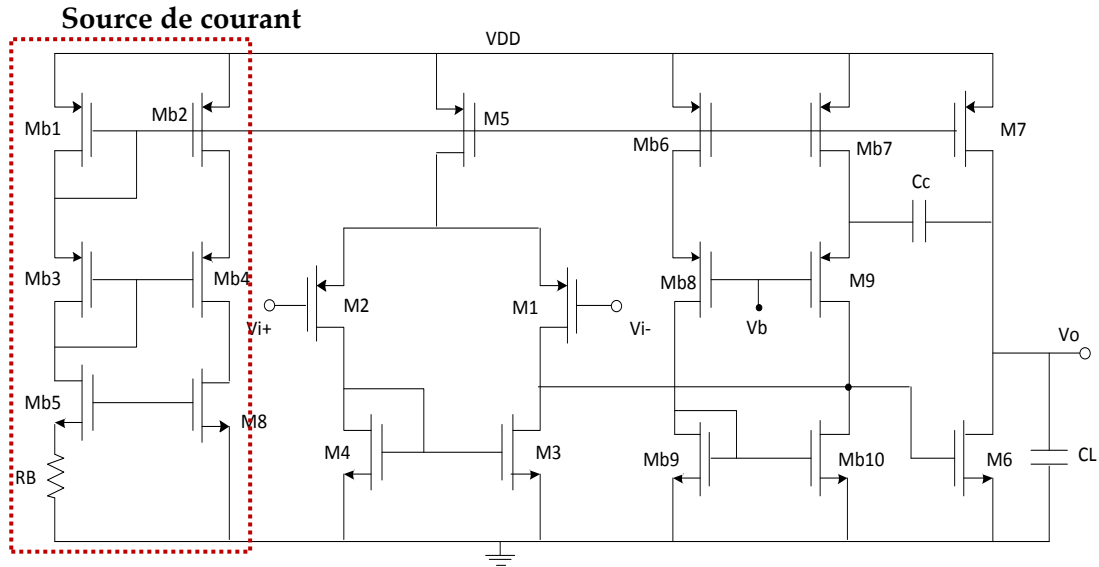 Source de courant
VDD
Mb1
Mb2
M5
Mb6
Mb7
M7
Cc
Mb3
Mb4
M2
M1
Mb8
M9
Vi+
Vi-
Vb
Vo
Mb5
M8
M4
M3
Mb9
Mb10
M6
CL
RB